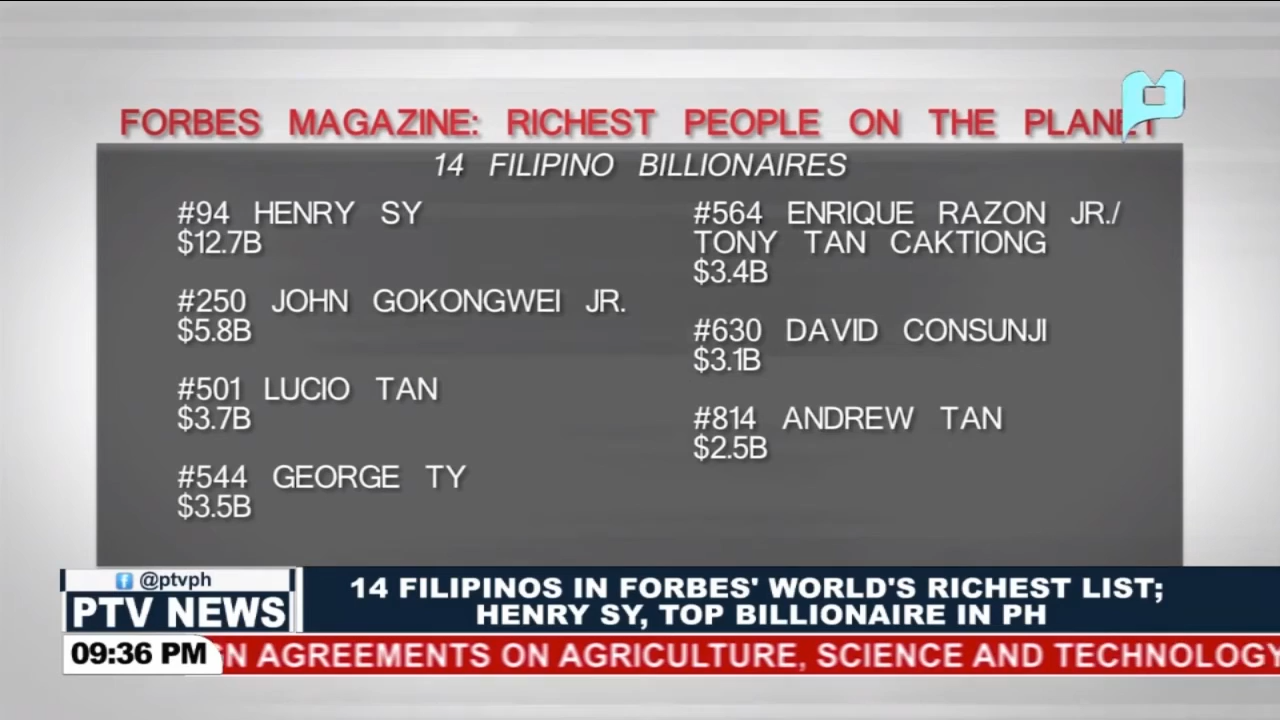 FORBES MAGAZINE: RICHEST PEOPLE ON THE PLANET
14 FILIPINO BILLIONAIRES
#94 HENRY SY
$12.7B
#250 JOHN GOKONGWEI JR.
$5.8B
#501 LUCIO TAN
$3.7B
#544 GEORGE TY
$3.5B
#564 ENRIQUE RAZON JR./
TONY TAN CAKTIONG
$3.4B
#630 DAVID CONSUNJI
$3.1B
#814 ANDREW TAN
$2.5B
@ptvph
PTV NEWS
14 FILIPINOS IN FORBES' WORLD'S RICHEST LIST;
HENRY SY, TOP BILLIONAIRE IN PH
09:36 PM
GN AGREEMENTS ON AGRICULTURE, SCIENCE AND TECHNOLOGY